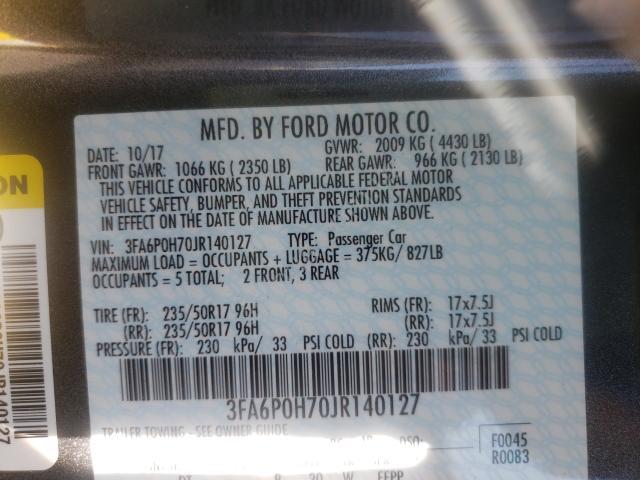 MFD. BY FORD MOTOR CO.
DATE: 10/17 GVWR: 2009 KG ( 4430 LB)
FRONT GAWR: 1066 KG ( 2350 LB) REAR GAWR: 966 KG ( 2130 LB)
THIS VEHICLE CONFORMS TO ALL APPLICABLE FEDERAL MOTOR
VEHICLE SAFETY, BUMPER, AND THEFT PREVENTION STANDARDS
IN EFFECT ON THE DATE OF MANUFACTURE SHOWN ABOVE.
VIN: 3FA6P0H70JR140127 TYPE: Passenger Car
MAXIMUM LOAD = OCCUPANTS + LUGGAGE = 375KG/ 827LB
OCCUPANTS = 5 TOTAL; 2 FRONT, 3 REAR
TIRE (FR): 235/50R17 96H RIMS (FR): 17x7.5J
(RR): 235/50R17 96H (RR): 17x7.5J
PRESSURE (FR): 230 kPa/ 33 PSI COLD (RR): 230 kPa/ 33 PSI COLD
3FA6P0H70JR140127
TRAILER TOWING - SEE OWNER GUIDE
DSO: F0045
R0083
ON